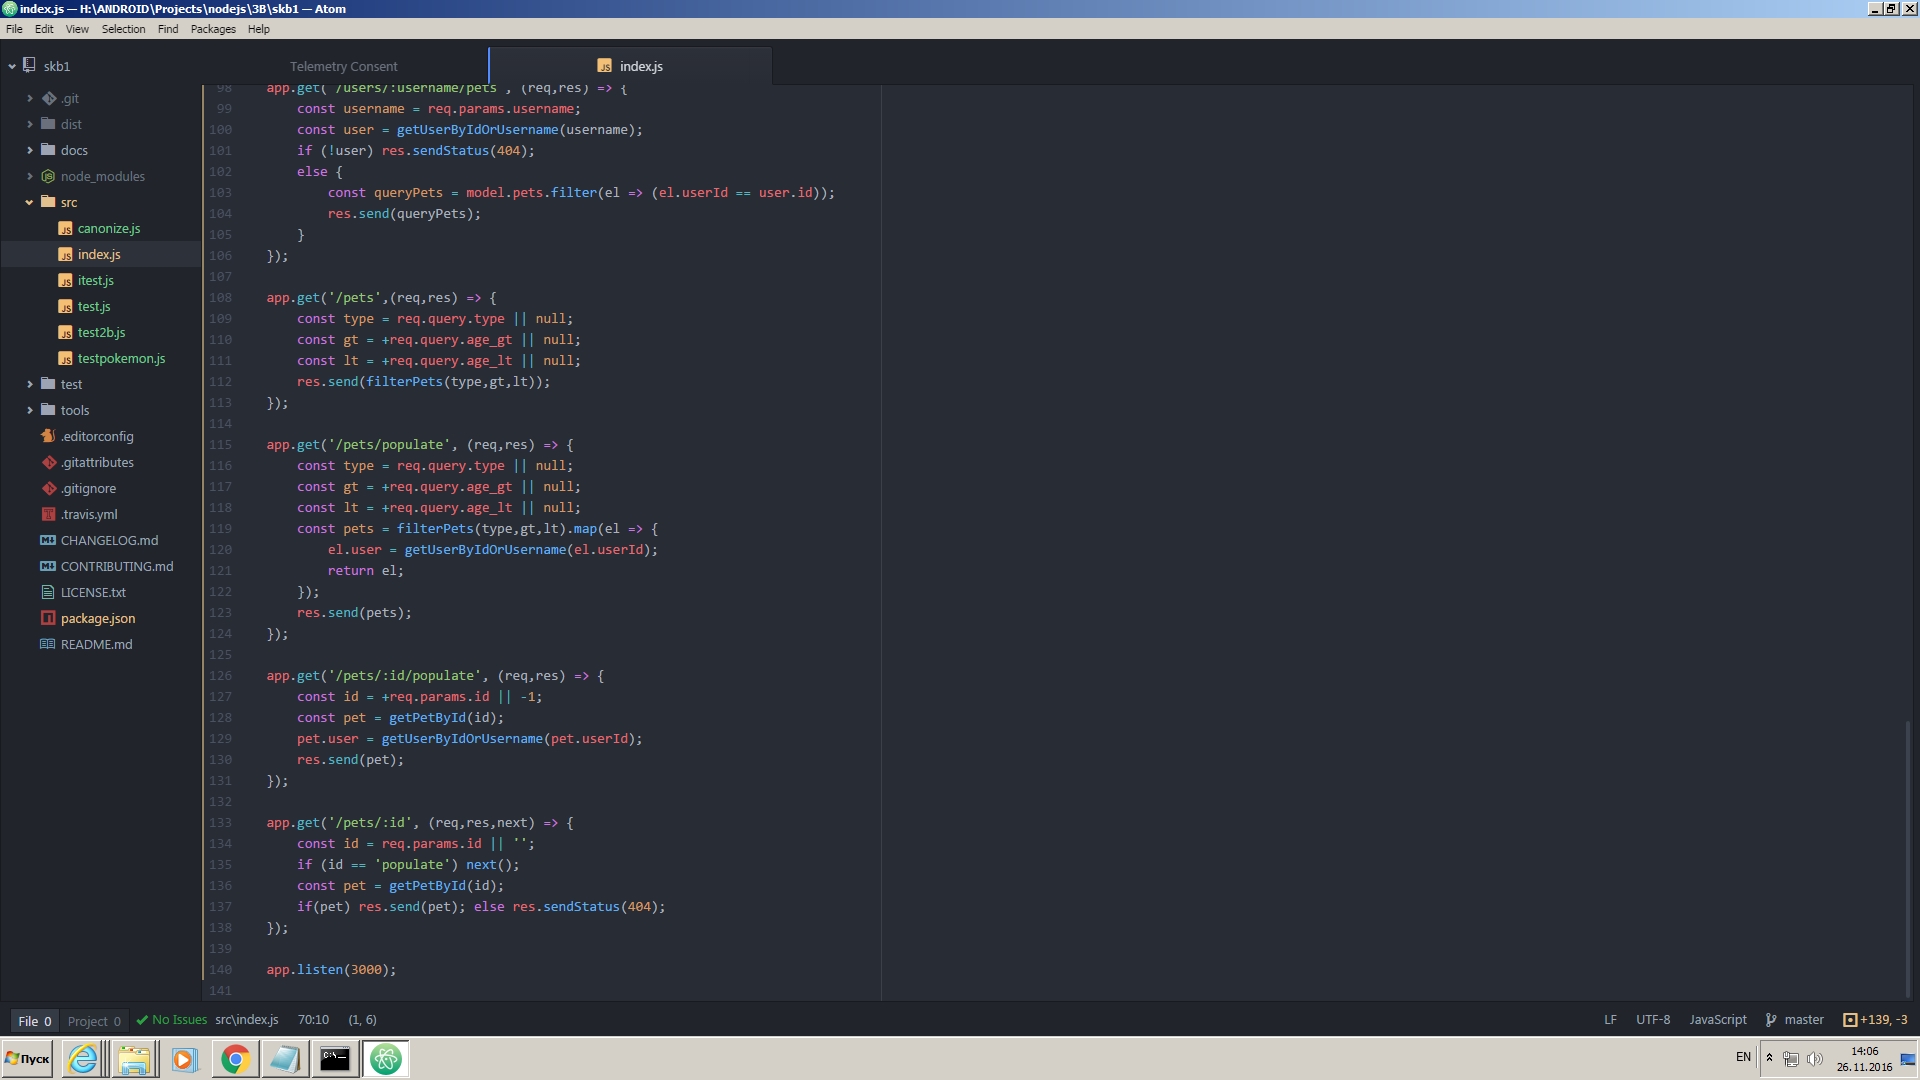 index.js — H:\ANDROID\Projects\nodejs\3B\skb1 — Atom
File Edit View Selection Find Packages Help
skb1
Telemetry Consent
index.js
.git
dist
docs
node_modules
src
canonize.js
index.js
itest.js
test.js
test2b.js
testpokemon.js
test
tools
.editorconfig
.gitattributes
.gitignore
.travis.yml
CHANGELOG.md
CONTRIBUTING.md
LICENSE.txt
package.json
README.md
98 app.get('/users/:username/pets', (req,res) => {
99 const username = req.params.username;
100 const user = getUserByIdOrUsername(username);
101 if (!user) res.sendStatus(404);
102 else {
103 const queryPets = model.pets.filter(el => (el.userId == user.id));
104 res.send(queryPets);
105 }
106 });
107
108 app.get('/pets',(req,res) => {
109 const type = req.query.type || null;
110 const gt = +req.query.age_gt || null;
111 const lt = +req.query.age_lt || null;
112 res.send(filterPets(type,gt,lt));
113 });
114
115 app.get('/pets/populate', (req,res) => {
116 const type = req.query.type || null;
117 const gt = +req.query.age_gt || null;
118 const lt = +req.query.age_lt || null;
119 const pets = filterPets(type,gt,lt).map(el => {
120 el.user = getUserByIdOrUsername(el.userId);
121 return el;
122 });
123 res.send(pets);
124 });
125
126 app.get('/pets/:id/populate', (req,res) => {
127 const id = +req.params.id || -1;
128 const pet = getPetById(id);
129 pet.user = getUserByIdOrUsername(pet.userId);
130 res.send(pet);
131 });
132
133 app.get('/pets/:id', (req,res,next) => {
134 const id = req.params.id || '';
135 if (id == 'populate') next();
136 const pet = getPetById(id);
137 if(pet) res.send(pet); else res.sendStatus(404);
138 });
139
140 app.listen(3000);
141
File 0 Project 0 No Issues src\index.js 70:10 (1, 6) LF UTF-8 JavaScript master +139, -3
Пуск
C:\
EN
14:06
26.11.2016